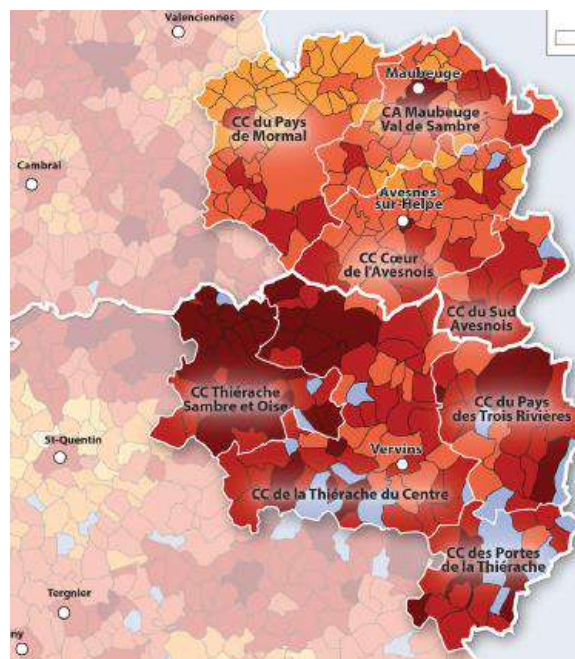 Valenciennes
Maubeuge
CA Maubeuge -
Val de Sambre
CC du Pays
de Mormal
Cambrai
Avesnes
sur-Helpe
CC Cœur
de l'Avesnois
CC du Sud
Avesnois
CC Thiérache
Sambre et Oise
CC du Pays
des Trois Rivières
St-Quentin
Vervins
CC de la Thiérache du Centre
CC des Portes
de la Thiérache
Tergnier
ny